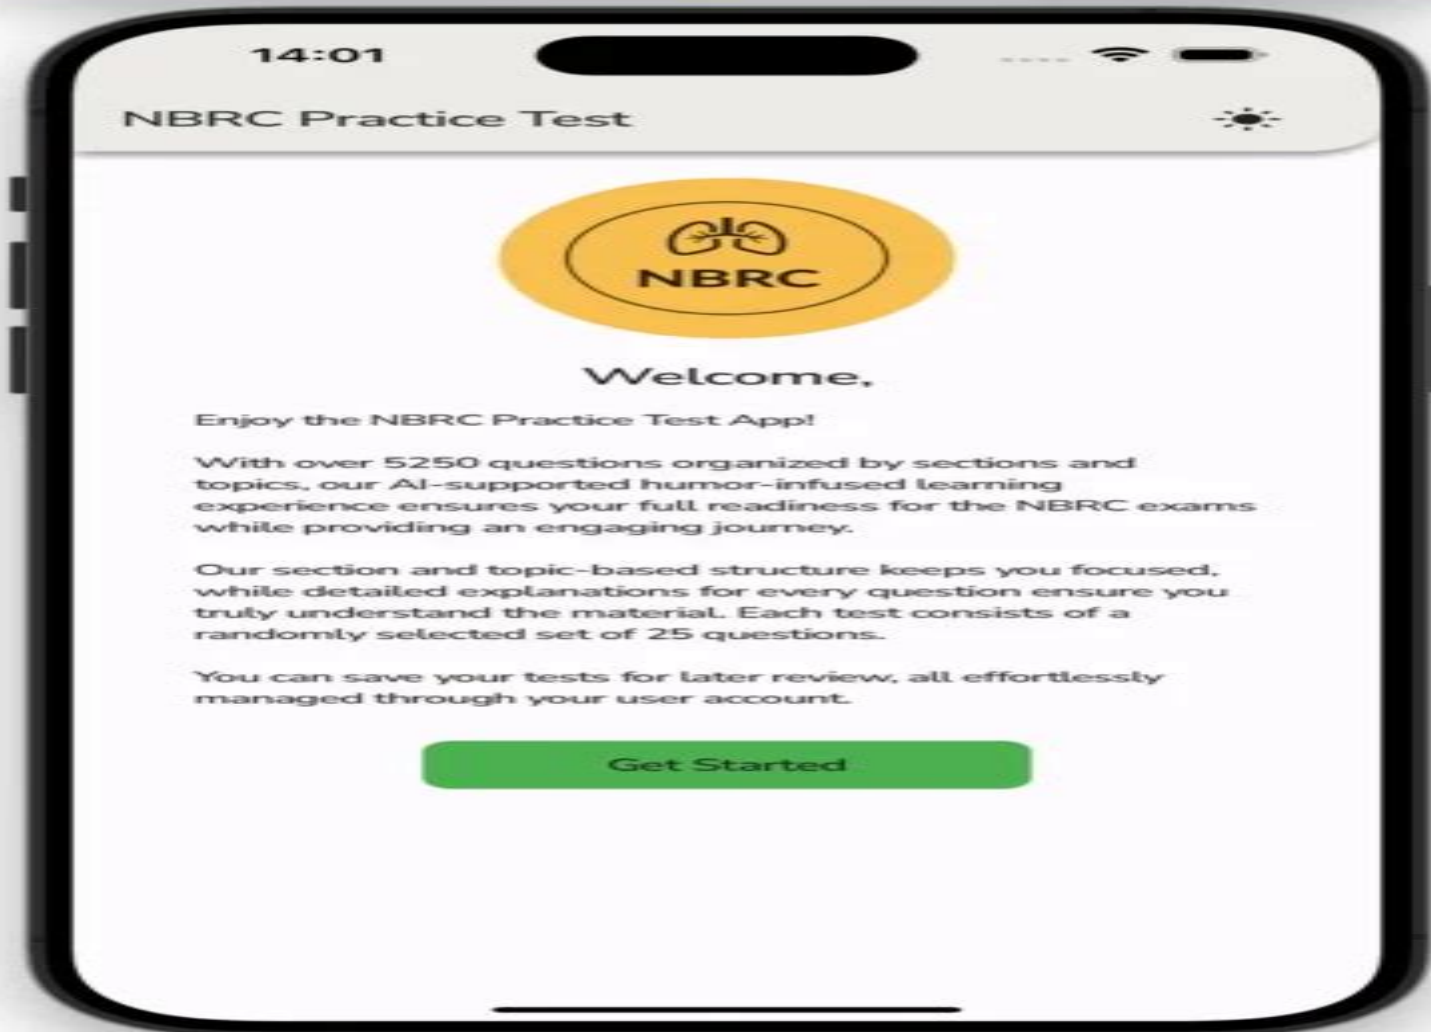 14:01
NBRC Practice Test
NBRC
Welcome,
Enjoy the NBRC Practice Test App!
With over 5250 questions organized by sections and
topics, our AI-supported humor-infused learning
experience ensures your full readiness for the NBRC exams
while providing an engaging journey.
Our section and topic-based structure keeps you focused,
while detailed explanations for every question ensure you
truly understand the material. Each test consists of a
randomly selected set of 25 questions.
You can save your tests for later review, all effortlessly
managed through your user account.
Get Started